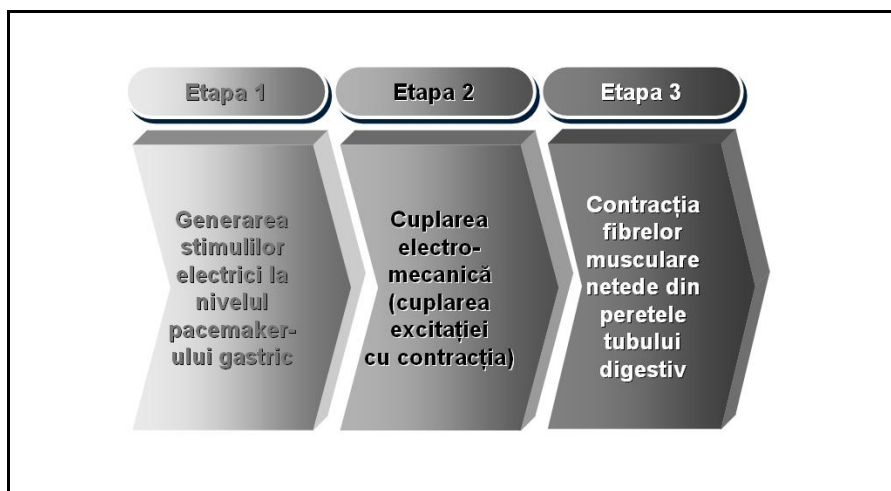 Etapa 1
Generarea
stimulilor
electrici la
nivelul
pacemaker-
ului gastric
Etapa 2
Cuplarea
electro-
mecanică
(cuplarea
excitației
cu contracția)
Etapa 3
Contracția
fibrelor
musculare
netede din
peretele
tubului
digestiv